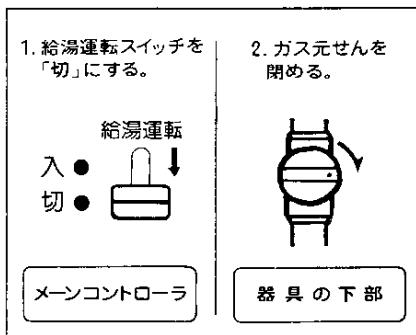 1. 給湯運転スイッチを
「切」にする。
給湯運転
入
切
メーンコントローラ
2. ガス元せんを
閉める。
器具の下部